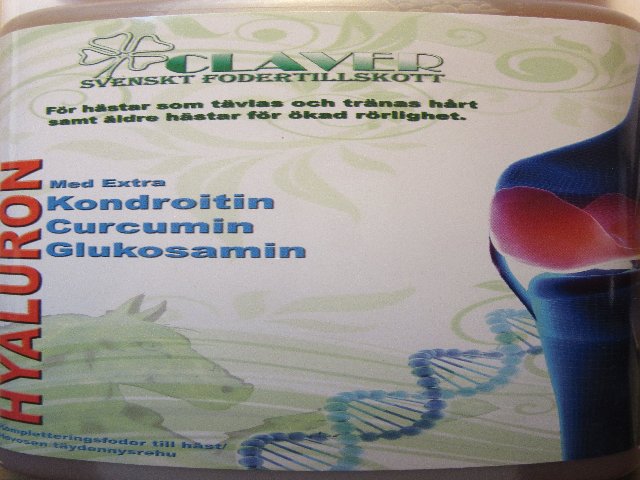 CLAVER
SVENSKT FODERTILLSKOTT
För hästar som tävlas och tränas hårt
samt äldre hästar för ökad rörlighet.
HYALURON
Med Extra
Kondroitin
Curcumin
Glukosamin
Kompletteringsfoder till häst/
Hevosen täydennysrehu